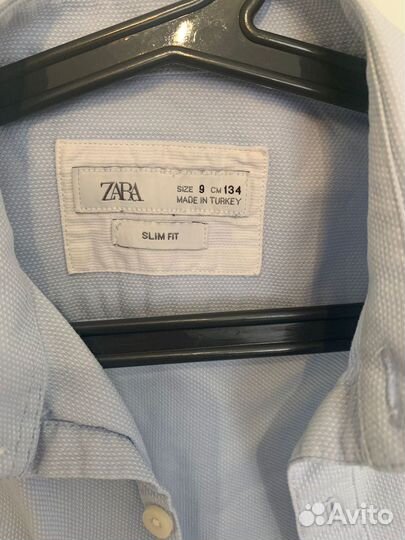 ZARA
SIZE 9 CM 134
MADE IN TURKEY
SLIM FIT
Avito